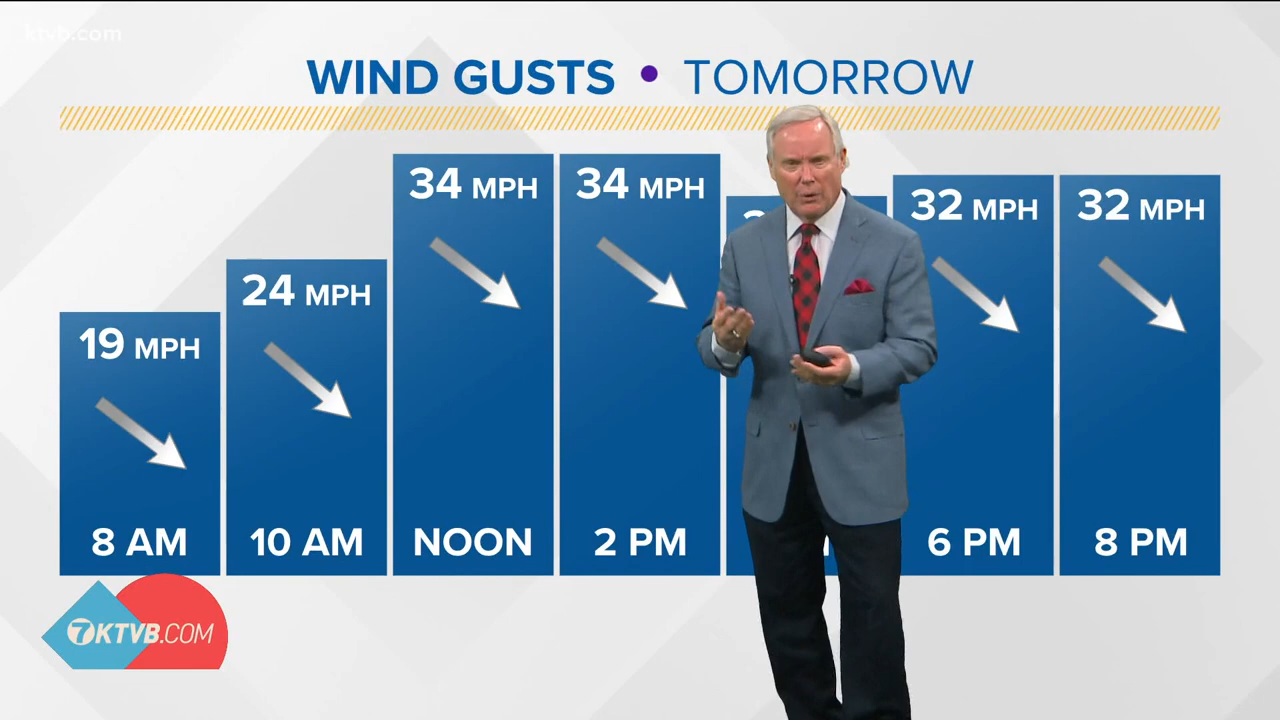 ktvb.com
WIND GUSTS • TOMORROW
34 MPH
34 MPH
32 MPH
32 MPH
24 MPH
19 MPH
8 AM
10 AM
NOON
2 PM
6 PM
8 PM
7KTVB.COM